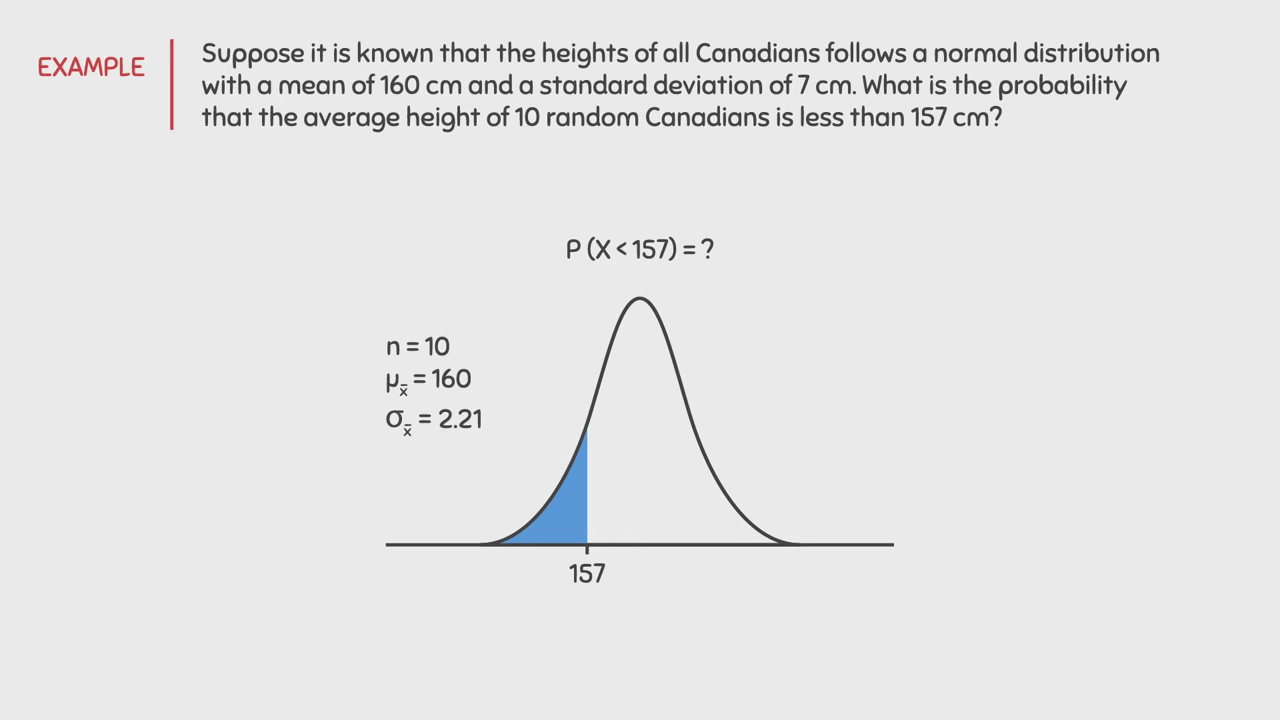 EXAMPLE
Suppose it is known that the heights of all Canadians follows a normal distribution
with a mean of 160 cm and a standard deviation of 7 cm. What is the probability
that the average height of 10 random Canadians is less than 157 cm?
P (X < 157) = ?
n = 10
μx̄ = 160
σx̄ = 2.21
157